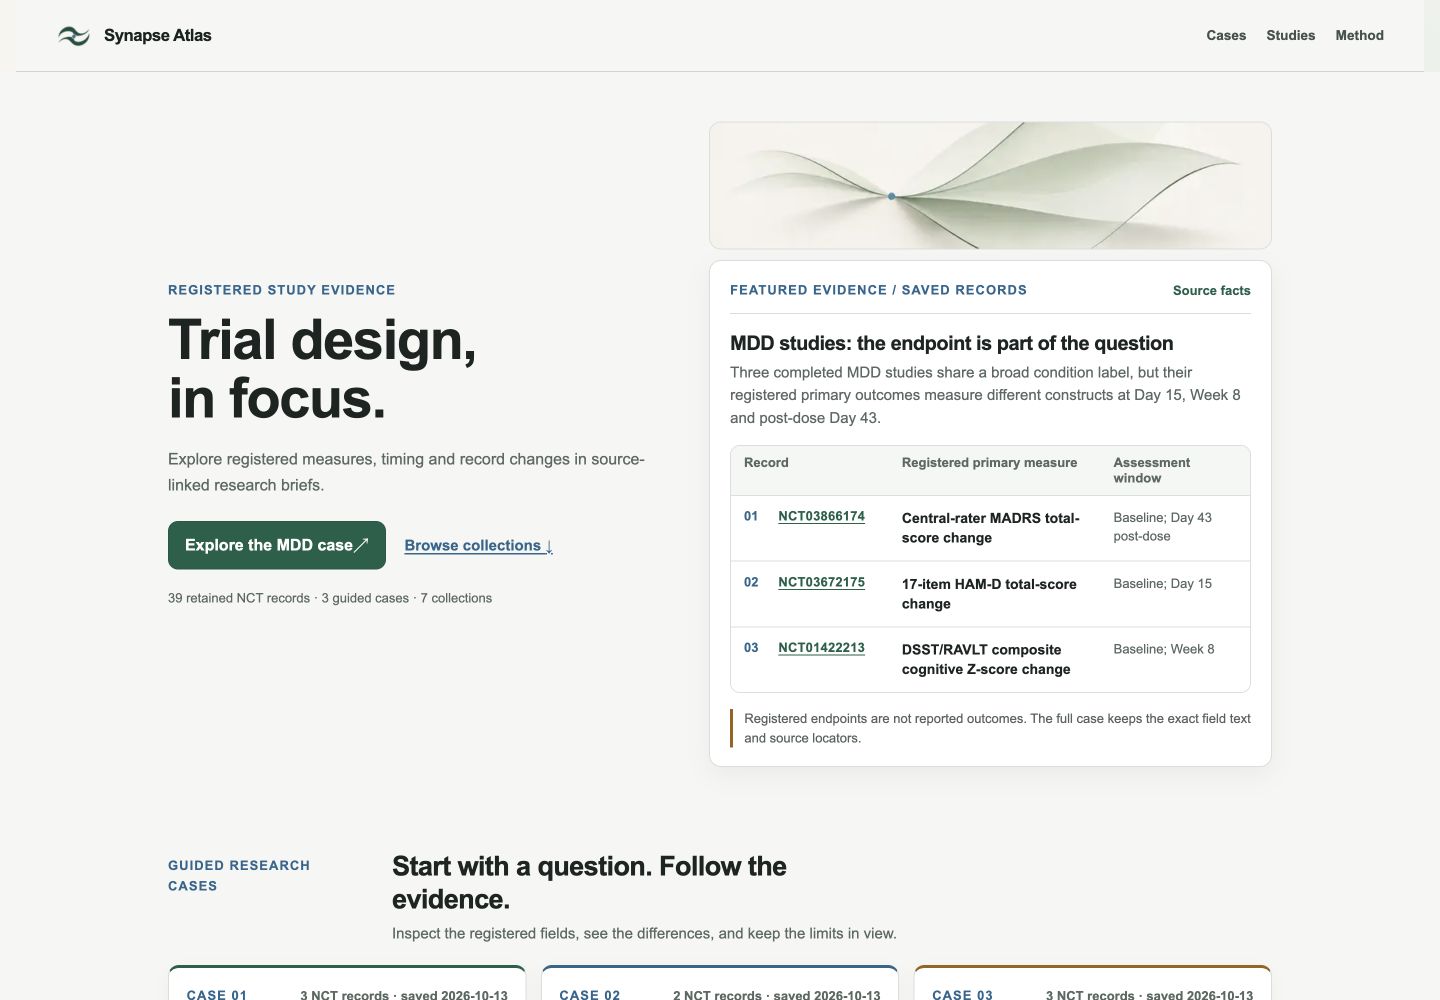 Synapse Atlas
Cases Studies Method
REGISTERED STUDY EVIDENCE
Trial design,
in focus.
Explore registered measures, timing and record changes in source-
linked research briefs.
Explore the MDD case↗ Browse collections ↓
39 retained NCT records · 3 guided cases · 7 collections
FEATURED EVIDENCE / SAVED RECORDS Source facts
MDD studies: the endpoint is part of the question
Three completed MDD studies share a broad condition label, but their
registered primary outcomes measure different constructs at Day 15, Week 8
and post-dose Day 43.
Record Registered primary measure Assessment
window
01 NCT03866174 Central-rater MADRS total- Baseline; Day 43
score change post-dose
02 NCT03672175 17-item HAM-D total-score Baseline; Day 15
change
03 NCT01422213 DSST/RAVLT composite Baseline; Week 8
cognitive Z-score change
Registered endpoints are not reported outcomes. The full case keeps the exact field text
and source locators.
GUIDED RESEARCH
CASES
Start with a question. Follow the
evidence.
Inspect the registered fields, see the differences, and keep the limits in view.
CASE 01 3 NCT records · saved 2026-10-13
CASE 02 2 NCT records · saved 2026-10-13
CASE 03 3 NCT records · saved 2026-10-13